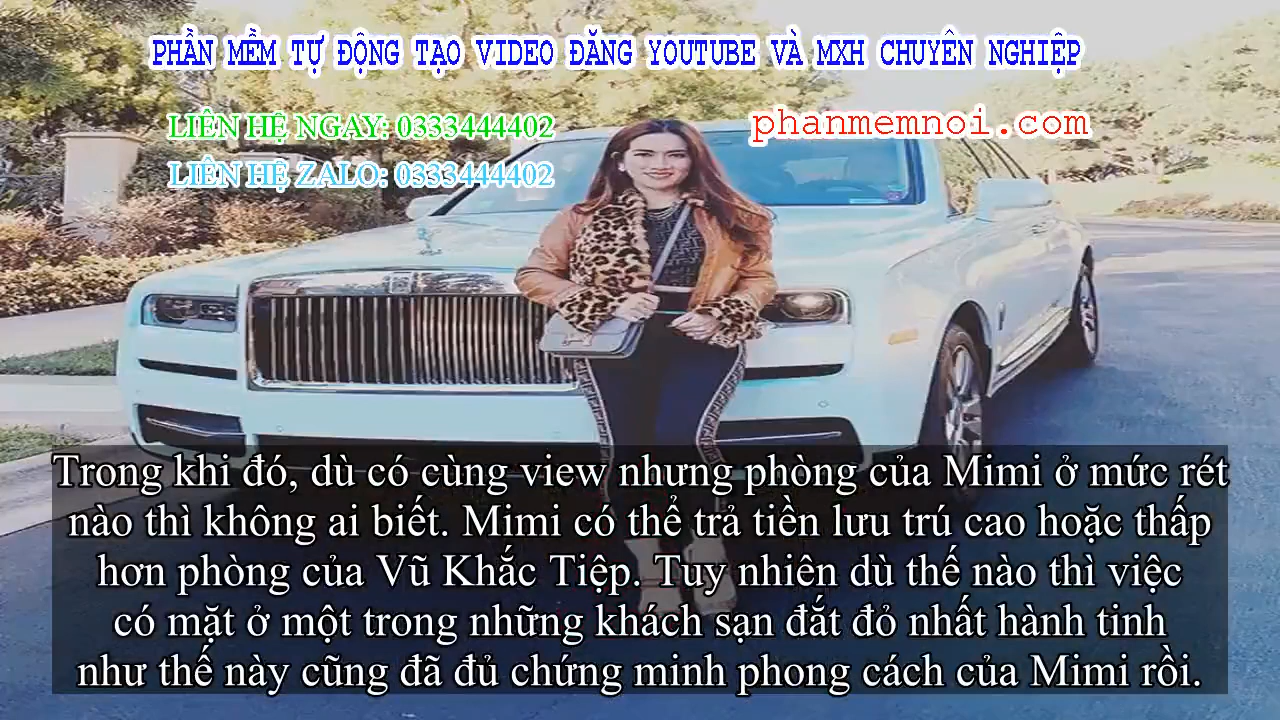 PHẦN MỀM TỰ ĐỘNG TẠO VIDEO ĐĂNG YOUTUBE VÀ MXH CHUYÊN NGHIỆP
LIÊN HỆ NGAY: 0333444402
phanmemnoi.com
LIÊN HỆ ZALO: 0333444402
Trong khi đó, dù có cùng view nhưng phòng của Mimi ở mức rét
nào thì không ai biết. Mimi có thể trả tiền lưu trú cao hoặc thấp
hơn phòng của Vũ Khắc Tiệp. Tuy nhiên dù thế nào thì việc
có mặt ở một trong những khách sạn đắt đỏ nhất hành tinh
như thế này cũng đã đủ chứng minh phong cách của Mimi rồi.